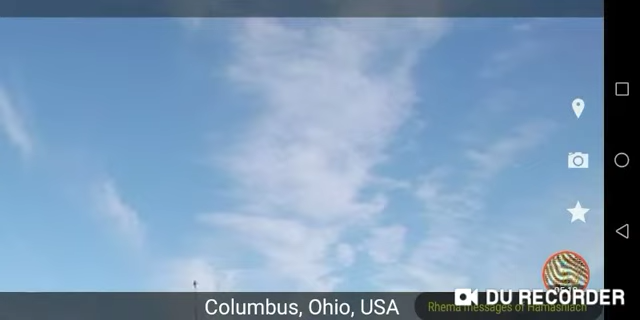 Columbus, Ohio, USA
Rhema messages of Hamashiach
DU RECORDER